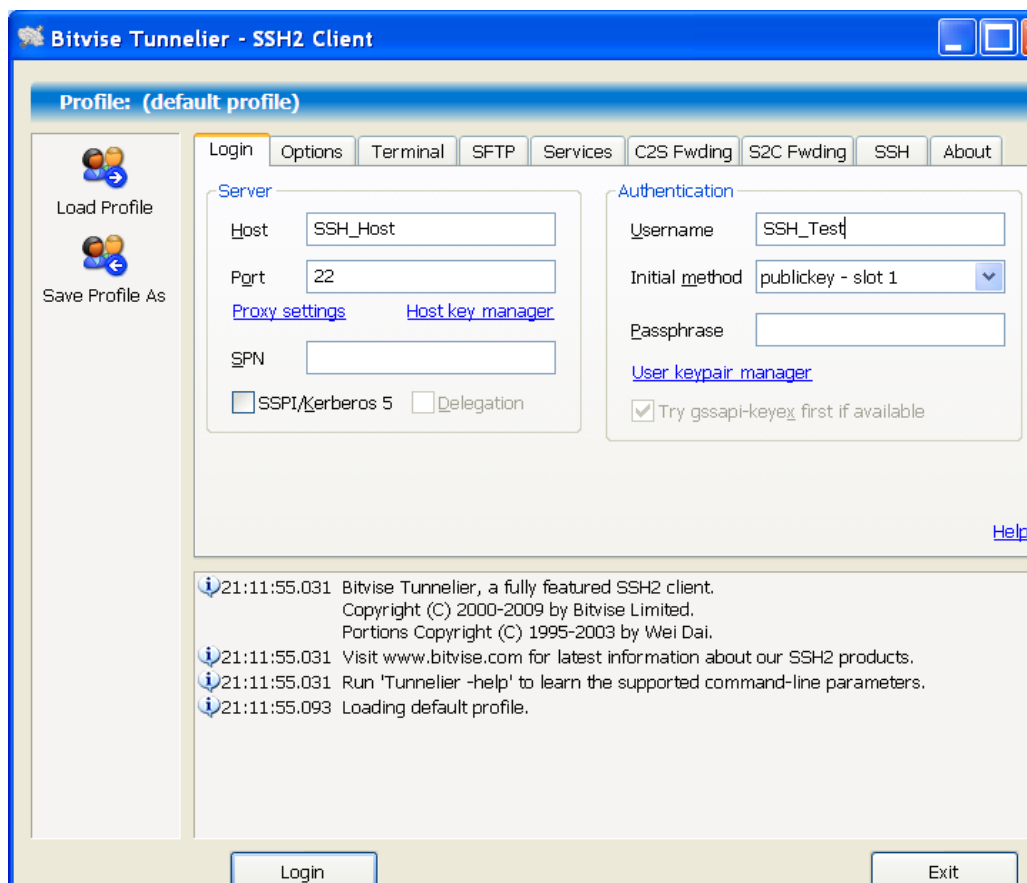 Bitvise Tunnelier - SSH2 Client
Profile: (default profile)
Load Profile
Save Profile As
Login Options Terminal SFTP Services C2S Fwding S2C Fwding SSH About
Server
Host SSH_Host
Port 22
Proxy settings Host key manager
SPN
SSPI/Kerberos 5 Delegation
Authentication
Username SSH_Test
Initial method publickey - slot 1
Passphrase
User keypair manager
Try gssapi-keyex first if available
Help
21:11:55.031 Bitvise Tunnelier, a fully featured SSH2 client.
Copyright (C) 2000-2009 by Bitvise Limited.
Portions Copyright (C) 1995-2003 by Wei Dai.
21:11:55.031 Visit www.bitvise.com for latest information about our SSH2 products.
21:11:55.031 Run 'Tunnelier -help' to learn the supported command-line parameters.
21:11:55.093 Loading default profile.
Login Exit